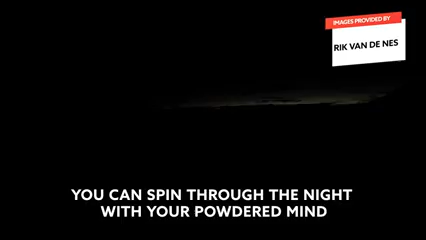 IMAGES PROVIDED BY
RIK VAN DE NES
YOU CAN SPIN THROUGH THE NIGHT
WITH YOUR POWDERED MIND